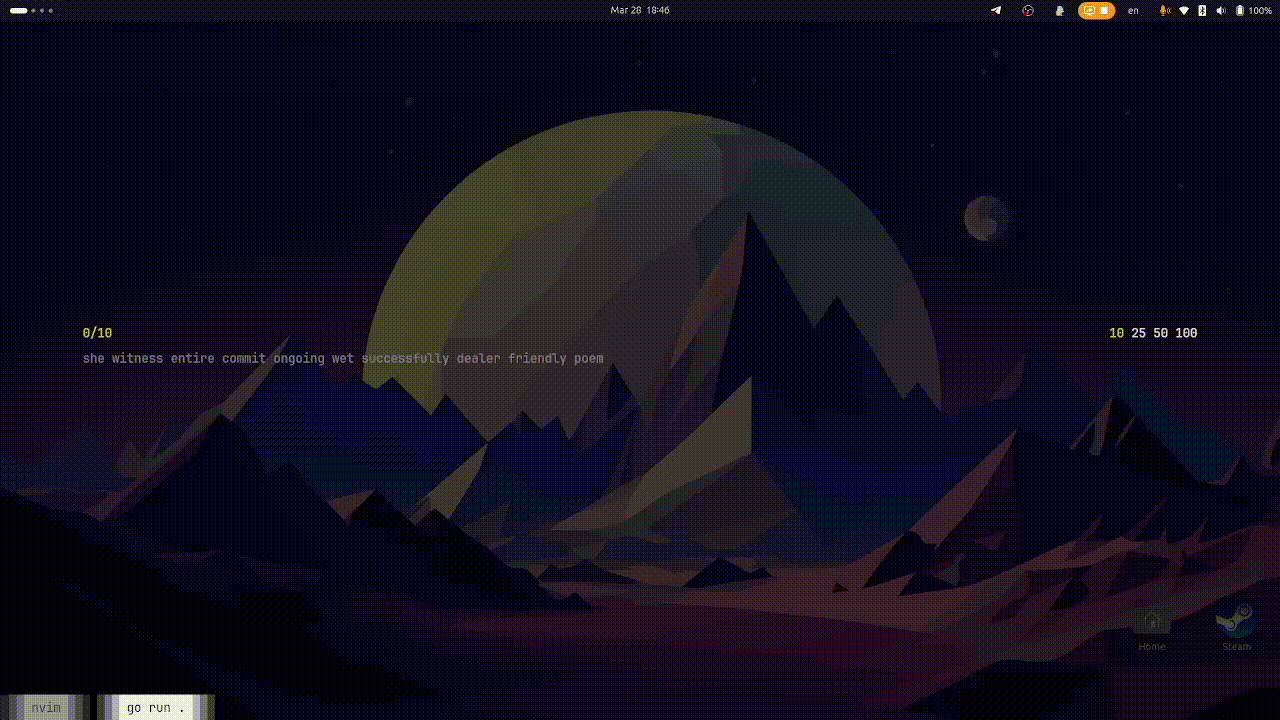 Mar 28 18:46
en
100%
0/10
10 25 50 100
she witness entire commit ongoing wet successfully dealer friendly poem
Home
Steam
nvim
go run .